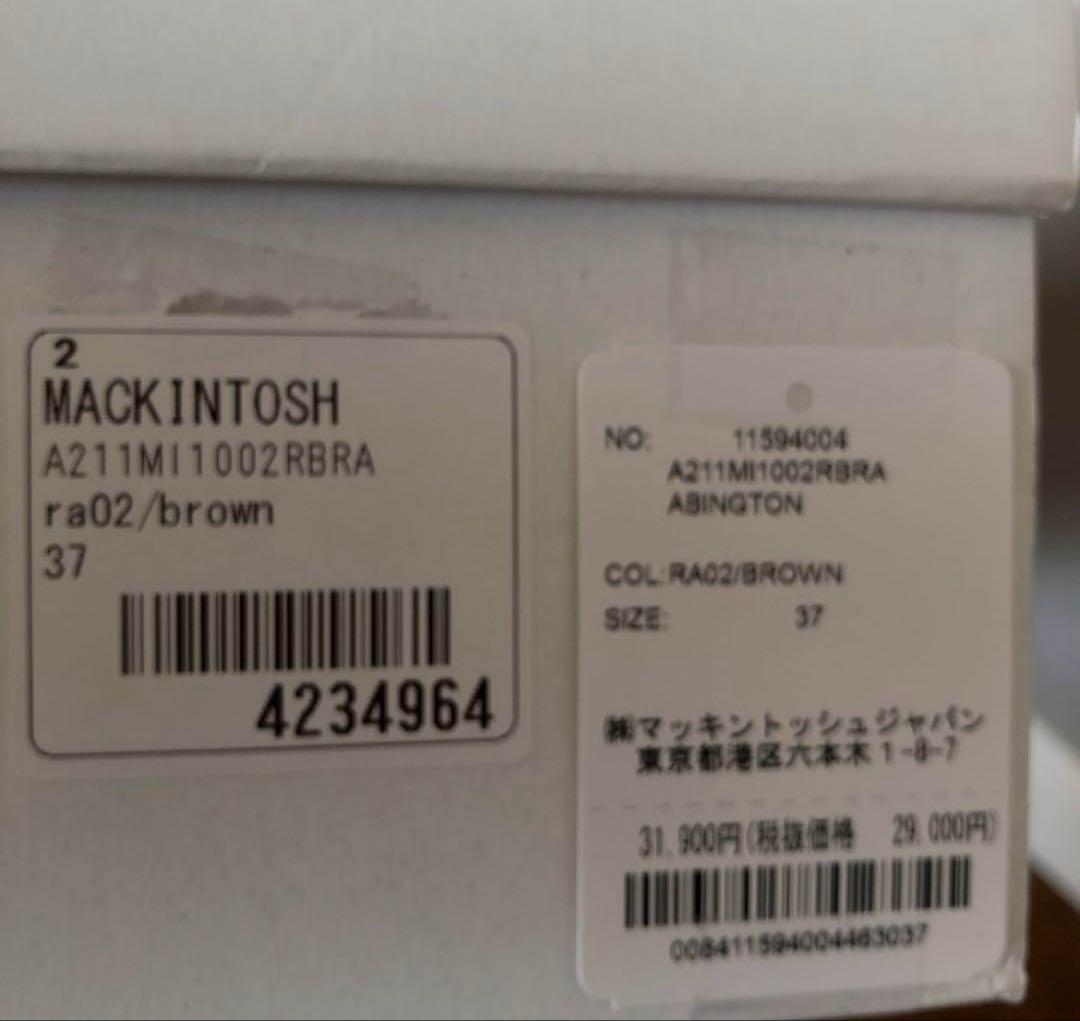 2
MACKINTOSH
A211MI1002RBRA
ra02/brown
37
4234964
NO: 11594004
A211MI1002RBRA
ABINGTON
COL:RA02/BROWN
SIZE: 37
㈱マッキントッシュジャパン
東京都港区六本木1-8-7
31,900円(税抜価格 29,000円)
008411594004463037